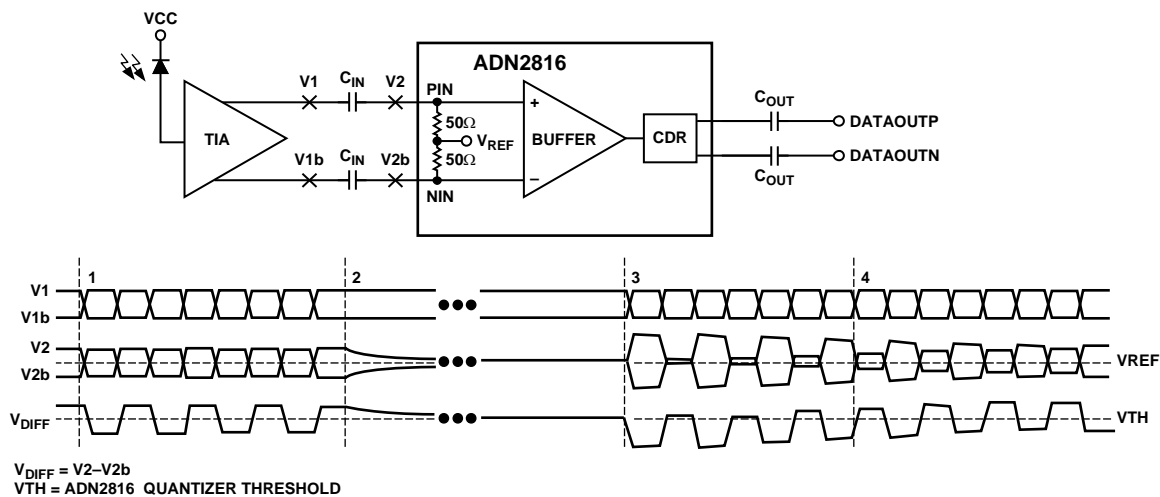 VCC
ADN2816
V1 C_IN V2 PIN
C_OUT
+
50Ω
TIA
V_REF
BUFFER
CDR
DATAOUTP
50Ω
V1b C_IN V2b
−
DATAOUTN
NIN
C_OUT
1 2 3 4
V1
V1b
V2
VREF
V2b
V_DIFF
VTH
V_DIFF = V2–V2b
VTH = ADN2816 QUANTIZER THRESHOLD